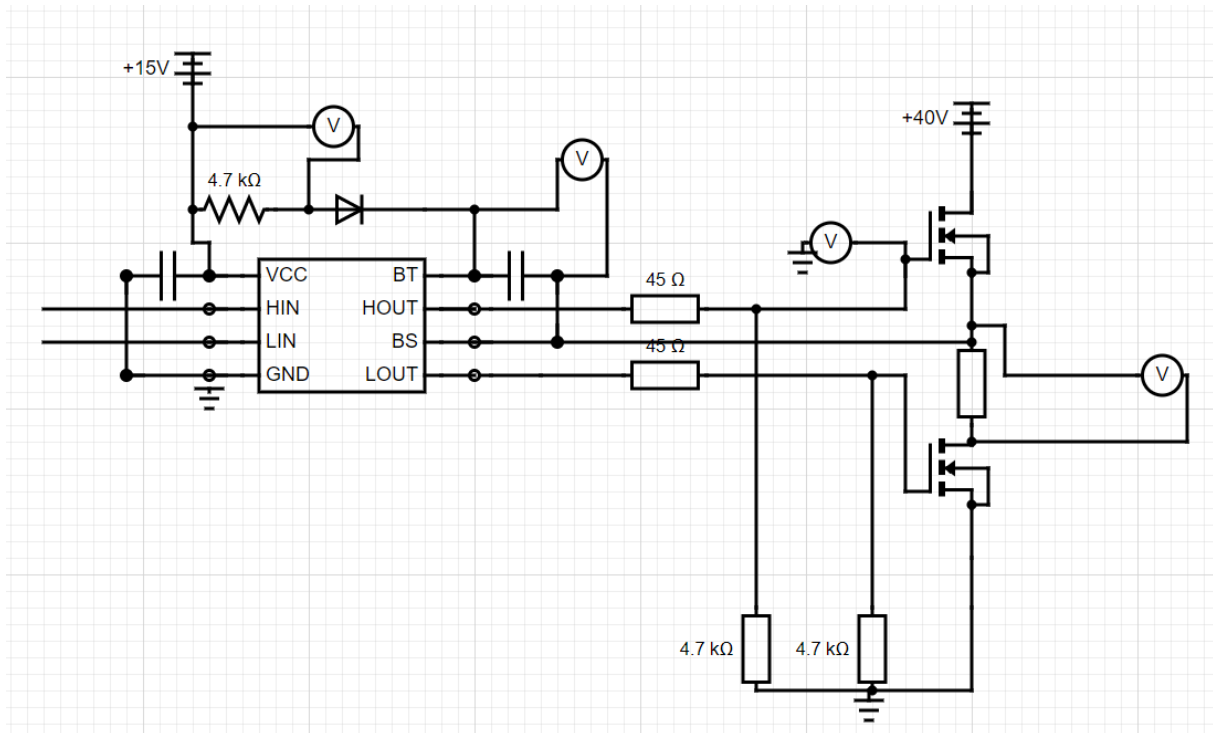 +15V
V
+40V
V
4.7 kΩ
V
VCC
BT
45 Ω
HIN
HOUT
LIN
BS
45 Ω
GND
LOUT
V
4.7 kΩ
4.7 kΩ